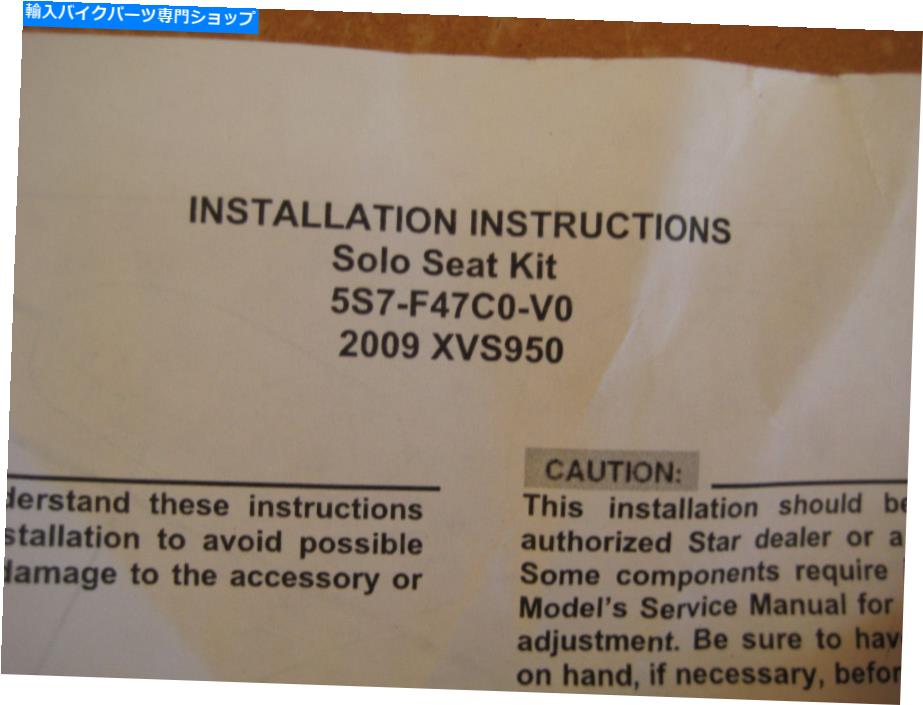 輸入バイクパーツ専門ショップ
INSTALLATION INSTRUCTIONS
Solo Seat Kit
5S7-F47C0-V0
2009 XVS950
derstand these instructions
stallation to avoid possible
damage to the accessory or
CAUTION:
This installation should be
authorized Star dealer or a
Some components require
Model's Service Manual for
adjustment. Be sure to hav
on hand, if necessary, befor